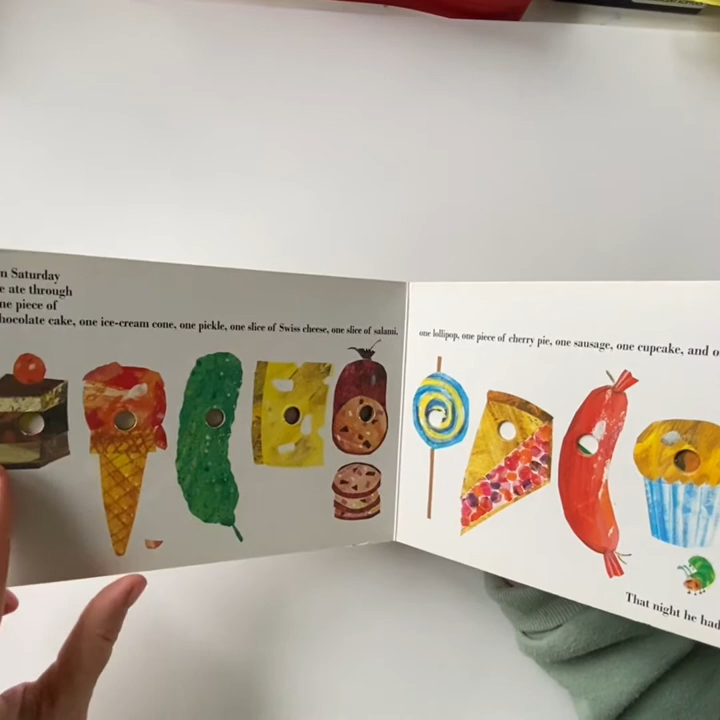 n Saturday
e ate through
ne piece of
hocolate cake, one ice-cream cone, one pickle, one slice of Swiss cheese, one slice of salami,
one lollipop, one piece of cherry pie, one sausage, one cupcake, and o
That night he had